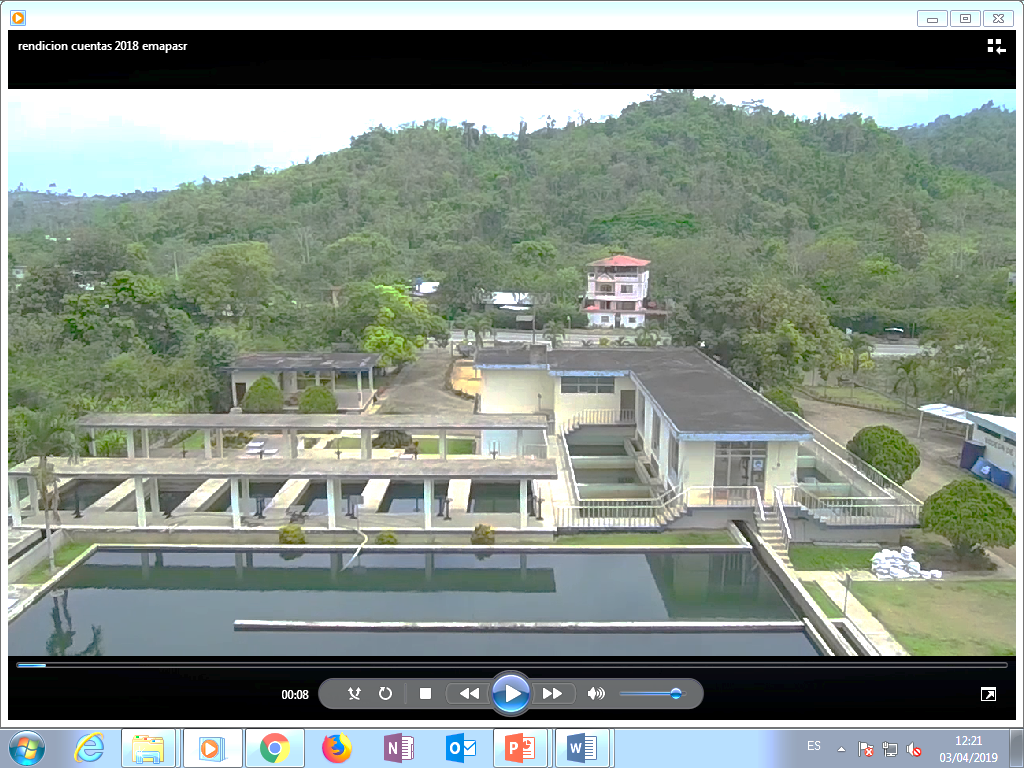 rendicion cuentas 2018 emapasr
00:08
ES
12:21
03/04/2019